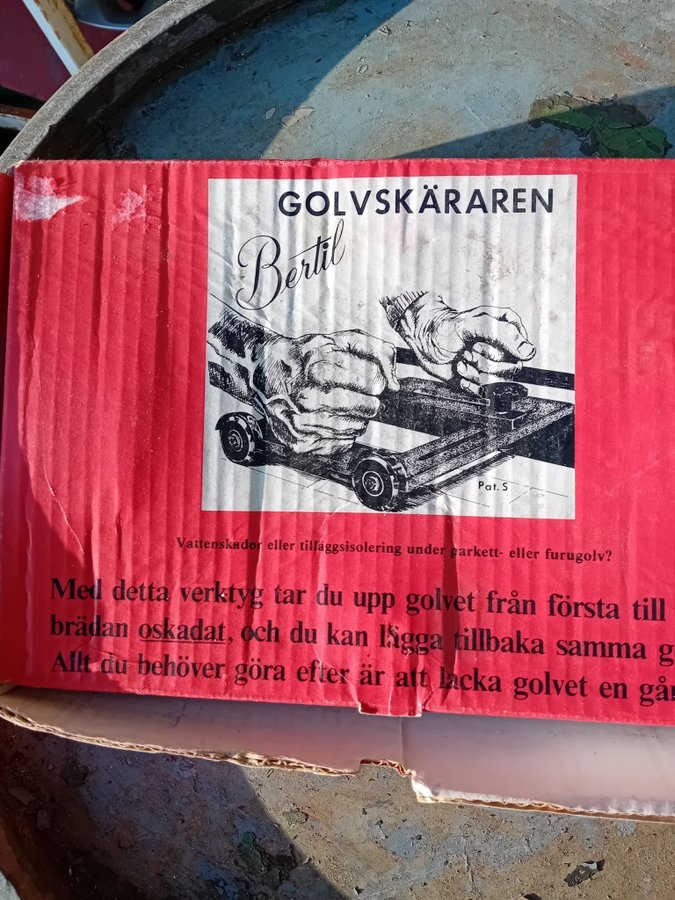 GOLVSKÄRAREN
Bertil
Pat. S
Vattenskador eller tilläggsisolering under parkett- eller furugolv?
Med detta verktyg tar du upp golvet från första till
brädan oskadat, och du kan lägga tillbaka samma g
Allt du behöver göra efter är att lacka golvet en gån